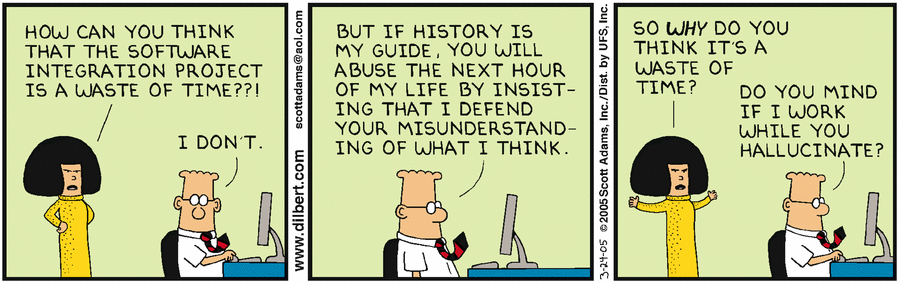 HOW CAN YOU THINK
THAT THE SOFTWARE
INTEGRATION PROJECT
IS A WASTE OF TIME??!
I DON'T.
www.dilbert.com scottadams@aol.com
BUT IF HISTORY IS
MY GUIDE, YOU WILL
ABUSE THE NEXT HOUR
OF MY LIFE BY INSIST-
ING THAT I DEFEND
YOUR MISUNDERSTAND-
ING OF WHAT I THINK.
3-24-05 ©2005 Scott Adams, Inc./Dist. by UFS, Inc.
SO WHY DO YOU
THINK IT'S A
WASTE OF
TIME?
DO YOU MIND
IF I WORK
WHILE YOU
HALLUCINATE?